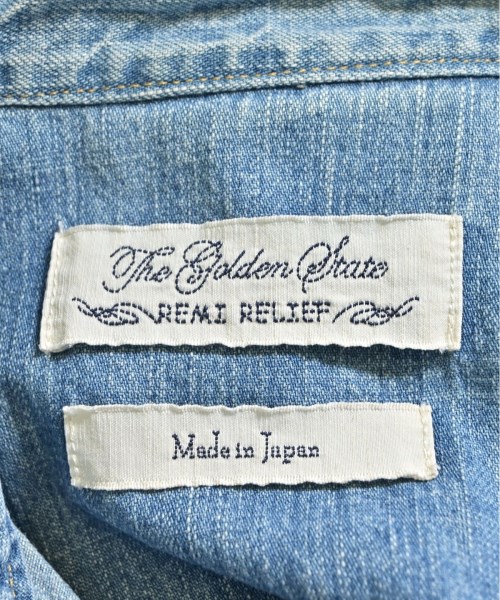 The Golden State
REMI RELIEF
Made in Japan